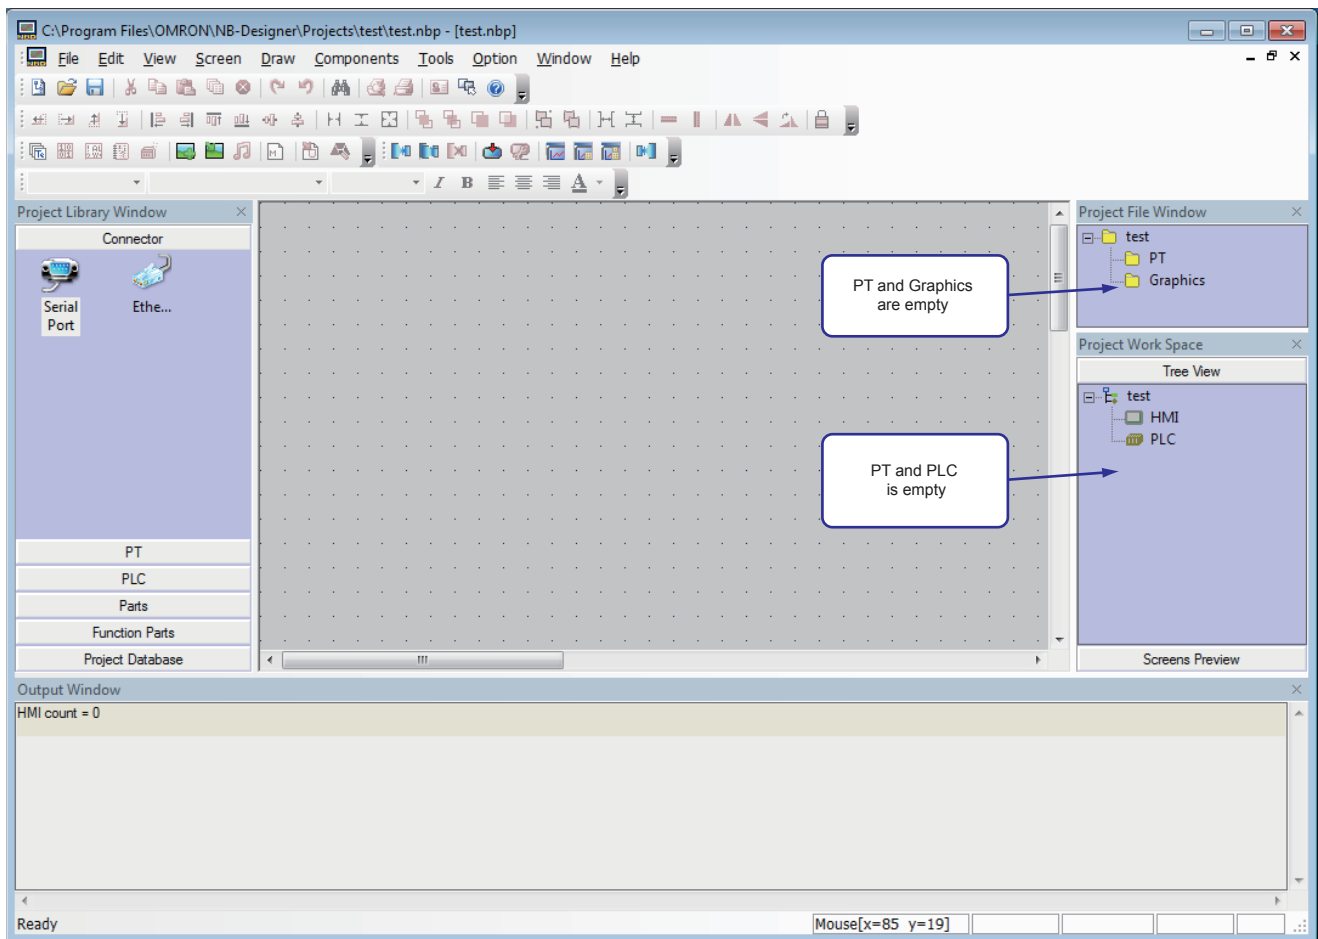 C:\Program Files\OMRON\NB-Designer\Projects\test\test.nbp - [test.nbp]
File Edit View Screen Draw Components Tools Option Window Help
Project Library Window
Connector
Serial Port
Ethe...
PT
PLC
Parts
Function Parts
Project Database
PT and Graphics
are empty
PT and PLC
is empty
Project File Window
test
PT
Graphics
Project Work Space
Tree View
test
HMI
PLC
Screens Preview
Output Window
HMI count = 0
Ready
Mouse[x=85 y=19]